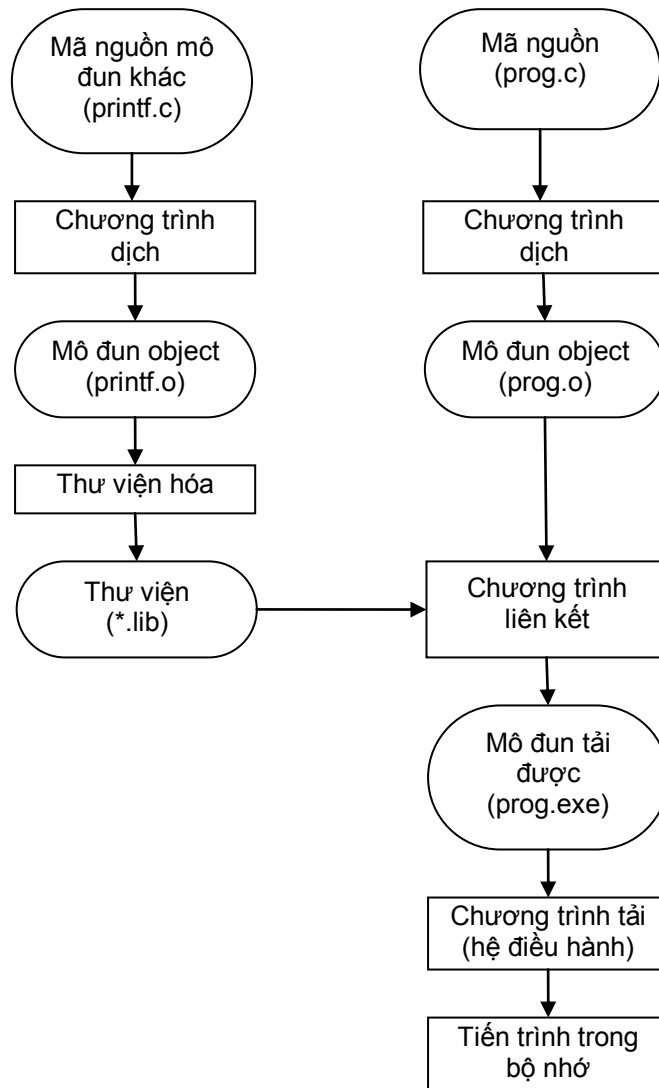 Mã nguồn mô
đun khác
(printf.c)
Chương trình
dịch
Mô đun object
(printf.o)
Thư viện hóa
Thư viện
(*.lib)
Mã nguồn
(prog.c)
Chương trình
dịch
Mô đun object
(prog.o)
Chương trình
liên kết
Mô đun tải
được
(prog.exe)
Chương trình tải
(hệ điều hành)
Tiến trình trong
bộ nhớ